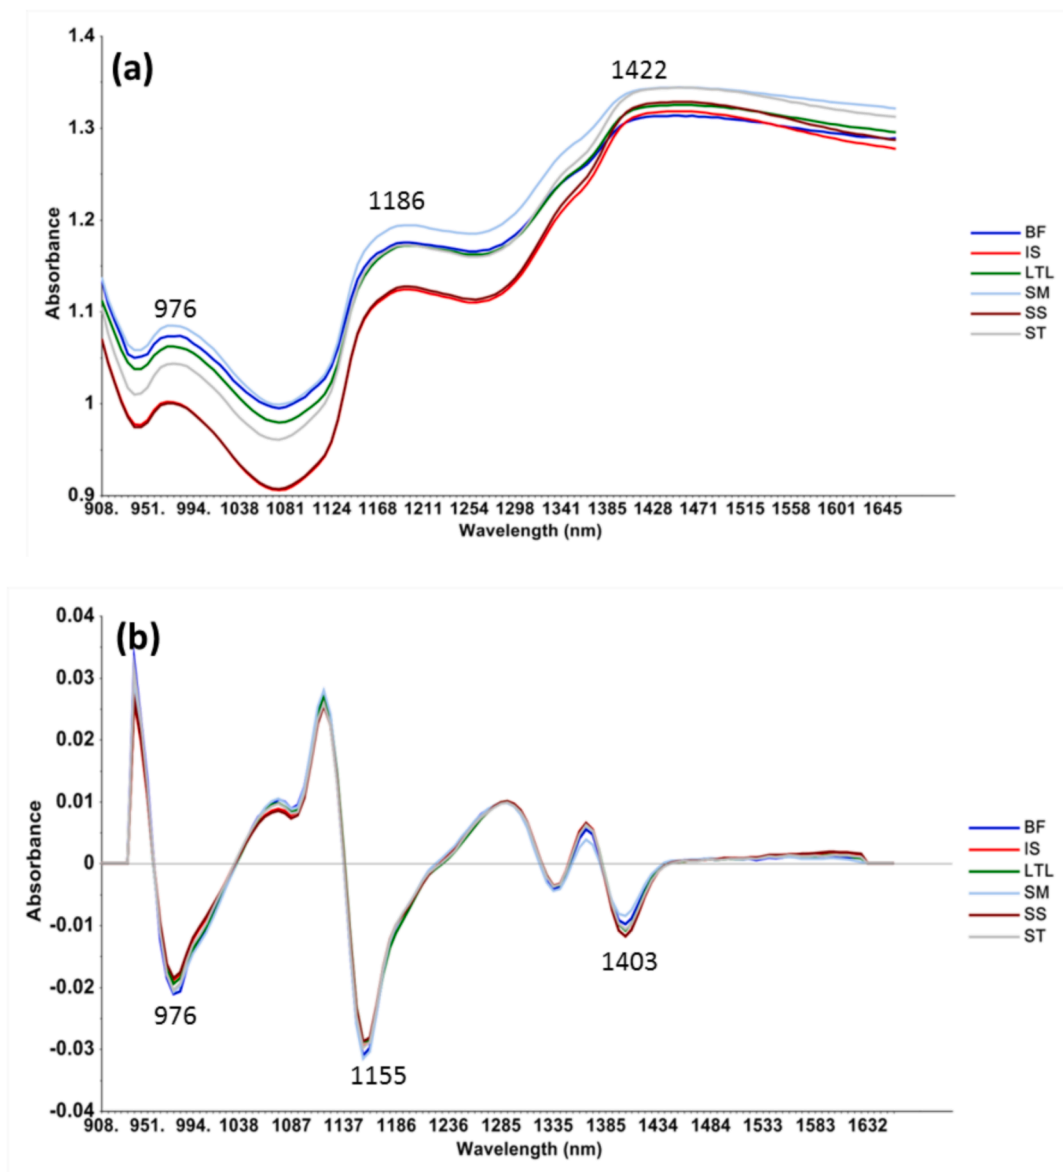 (a)
1.4
1.3
1.2
1.1
1
0.9
Absorbance
976
1186
1422
908. 951. 994. 1038 1081 1124 1168 1211 1254 1298 1341 1385 1428 1471 1515 1558 1601 1645
Wavelength (nm)
BF
IS
LTL
SM
SS
ST
(b)
0.04
0.03
0.02
0.01
0
-0.01
-0.02
-0.03
-0.04
Absorbance
976
1155
1403
908. 951. 994. 1038 1087 1137 1186 1236 1285 1335 1384 1434 1484 1533 1583 1632
Wavelength (nm)
BF
IS
LTL
SM
SS
ST